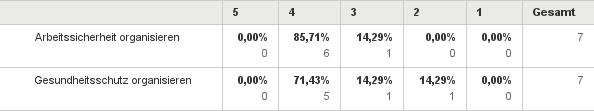 5 4 3 2 1 Gesamt
Arbeitssicherheit organisieren 0,00% 85,71% 14,29% 0,00% 0,00% 7
0 6 1 0 0
Gesundheitsschutz organisieren 0,00% 71,43% 14,29% 14,29% 0,00% 7
0 5 1 1 0